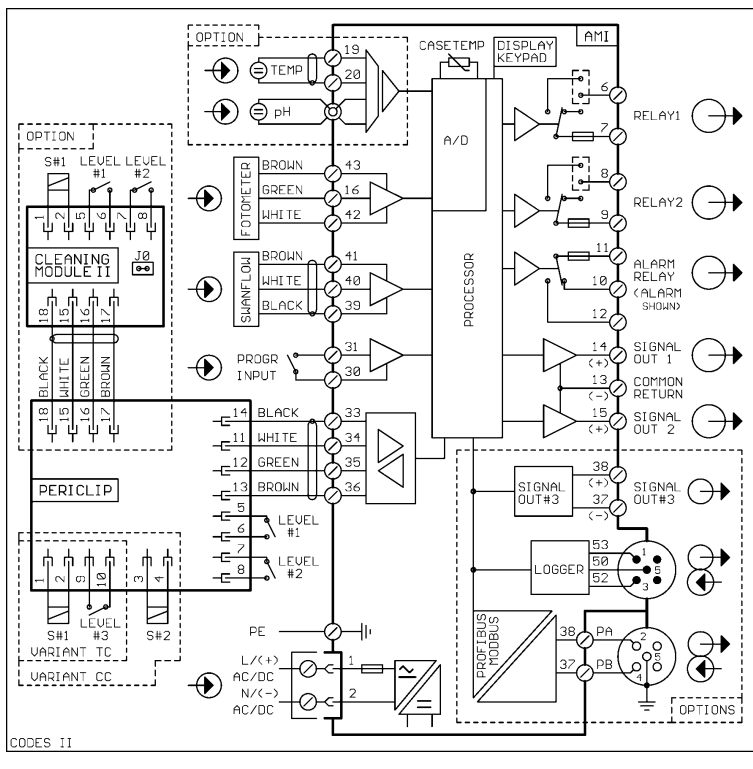 OPTION
AMI
19
CASETEMP
DISPLAY
KEYPAD
TEMP
20
6
pH
RELAY1
OPTION
A/D
7
S#1
LEVEL
#1
LEVEL
#2
FOTOMETER
BROWN
43
GREEN
16
WHITE
42
8
RELAY2
9
1
2
5
6
7
8
CLEANING
MODULE II
J0
SWANFLOW
BROWN
41
WHITE
40
BLACK
39
PROCESSOR
11
ALARM
RELAY
10
(ALARM
SHOWN)
12
18
15
16
17
PROGR
INPUT
31
30
14
(+)
SIGNAL
OUT 1
13
(-)
COMMON
RETURN
15
(+)
SIGNAL
OUT 2
BLACK
WHITE
GREEN
BROWN
18
15
16
17
14
BLACK
33
11
WHITE
34
12
GREEN
35
13
BROWN
36
PERICLIP
5
6
LEVEL
#1
7
8
LEVEL
#2
SIGNAL
OUT#3
38
(+)
37
(-)
SIGNAL
OUT#3
LOGGER
53
50
52
1
5
3
1
2
9
10
3
4
S#1
LEVEL
#3
S#2
VARIANT TC
VARIANT CC
PE
L/(+)
AC/DC
1
N/(-)
AC/DC
2
PROFIBUS
MODBUS
38
PA
37
PB
2
5
4
OPTIONS
CODES II